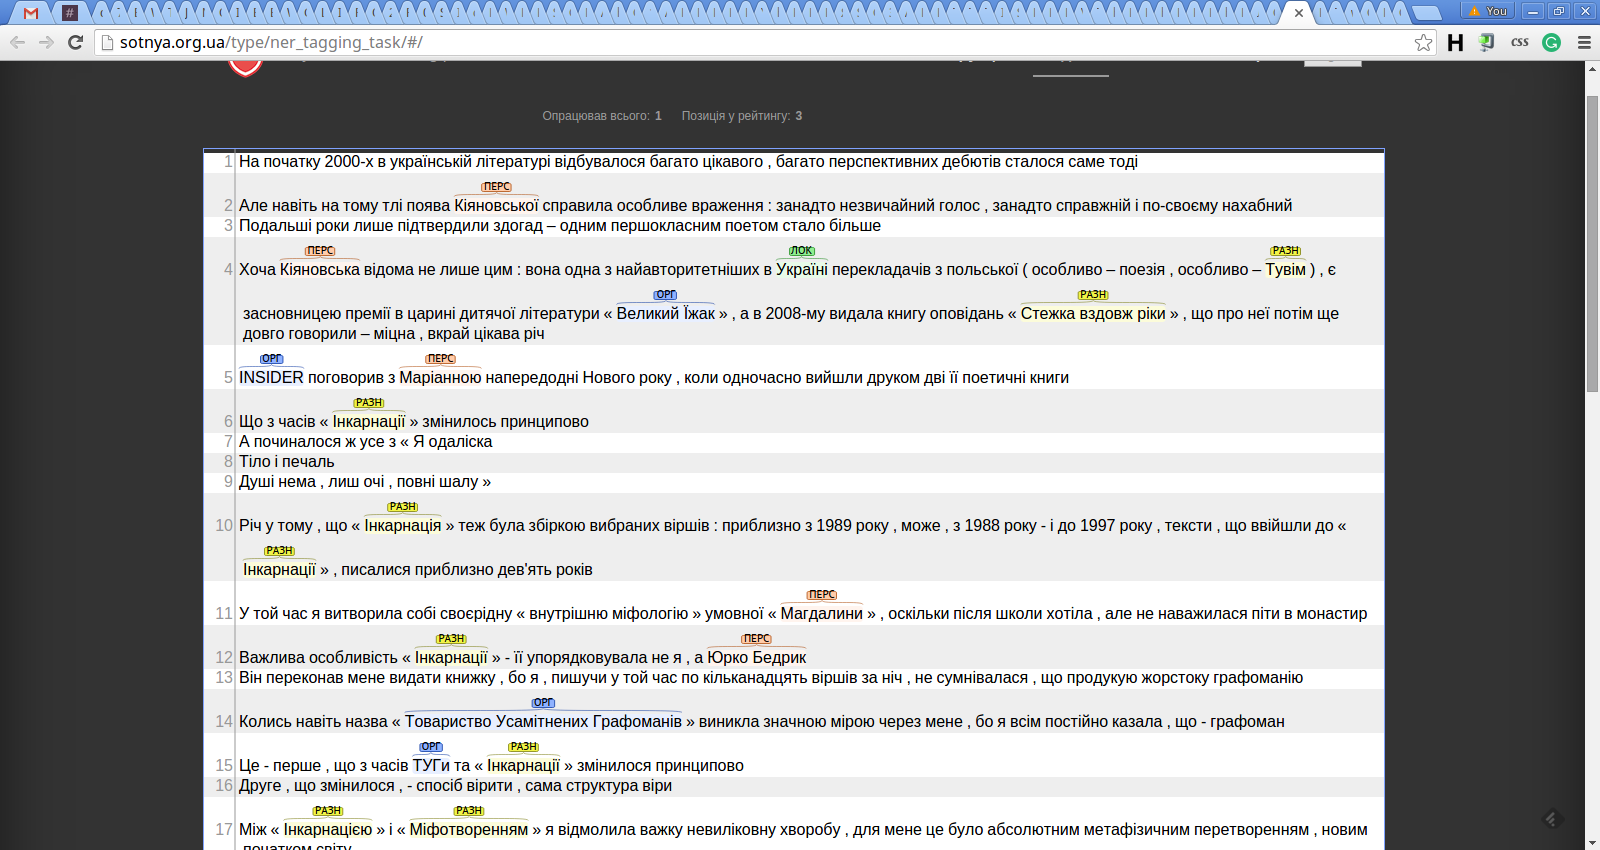 You
sotnya.org.ua/type/ner_tagging_task/#/
H
css
Опрацював всього: 1 Позиція у рейтингу: 3
1 На початку 2000-х в українській літературі відбувалося багато цікавого , багато перспективних дебютів сталося саме тоді
ПЕРС
2 Але навіть на тому тлі поява Кіяновської справила особливе враження : занадто незвичайний голос , занадто справжній і по-своєму нахабний
3 Подальші роки лише підтвердили здогад – одним першокласним поетом стало більше
ПЕРС ЛОК РАЗН
4 Хоча Кіяновська відома не лише цим : вона одна з найавторитетніших в Україні перекладачів з польської ( особливо – поезія , особливо – Тувім ) , є
ОРГ РАЗН
засновницею премії в царині дитячої літератури « Великий Їжак » , а в 2008-му видала книгу оповідань « Стежка вздовж ріки » , що про неї потім ще
довго говорили – міцна , вкрай цікава річ
ОРГ ПЕРС
5 INSIDER поговорив з Маріанною напередодні Нового року , коли одночасно вийшли друком дві її поетичні книги
РАЗН
6 Що з часів « Інкарнації » змінилось принципово
7 А починалося ж усе з « Я одаліска
8 Тіло і печаль
9 Душі нема , лиш очі , повні шалу »
РАЗН
10 Річ у тому , що « Інкарнація » теж була збіркою вибраних віршів : приблизно з 1989 року , може , з 1988 року - і до 1997 року , тексти , що ввійшли до «
РАЗН
Інкарнації » , писалися приблизно дев'ять років
ПЕРС
11 У той час я витворила собі своєрідну « внутрішню міфологію » умовної « Магдалини » , оскільки після школи хотіла , але не наважилася піти в монастир
РАЗН ПЕРС
12 Важлива особливість « Інкарнації » - її упорядковувала не я , а Юрко Бедрик
13 Він переконав мене видати книжку , бо я , пишучи у той час по кільканадцять віршів за ніч , не сумнівалася , що продукую жорстоку графоманію
ОРГ
14 Колись навіть назва « Товариство Усамітнених Графоманів » виникла значною мірою через мене , бо я всім постійно казала , що - графоман
ОРГ РАЗН
15 Це - перше , що з часів ТУГи та « Інкарнації » змінилося принципово
16 Друге , що змінилося , - спосіб вірити , сама структура віри
РАЗН РАЗН
17 Між « Інкарнацією » і « Міфотворенням » я відмолила важку невиліковну хворобу , для мене це було абсолютним метафізичним перетворенням , новим
початком світу